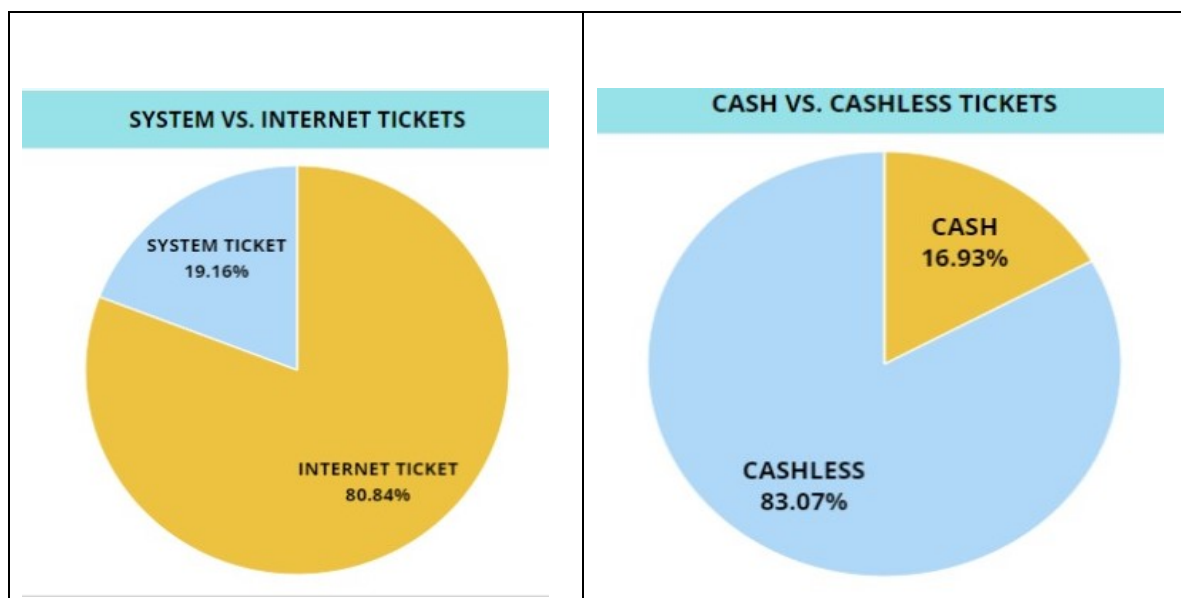 SYSTEM VS. INTERNET TICKETS
SYSTEM TICKET
19.16%
INTERNET TICKET
80.84%
CASH VS. CASHLESS TICKETS
CASH
16.93%
CASHLESS
83.07%